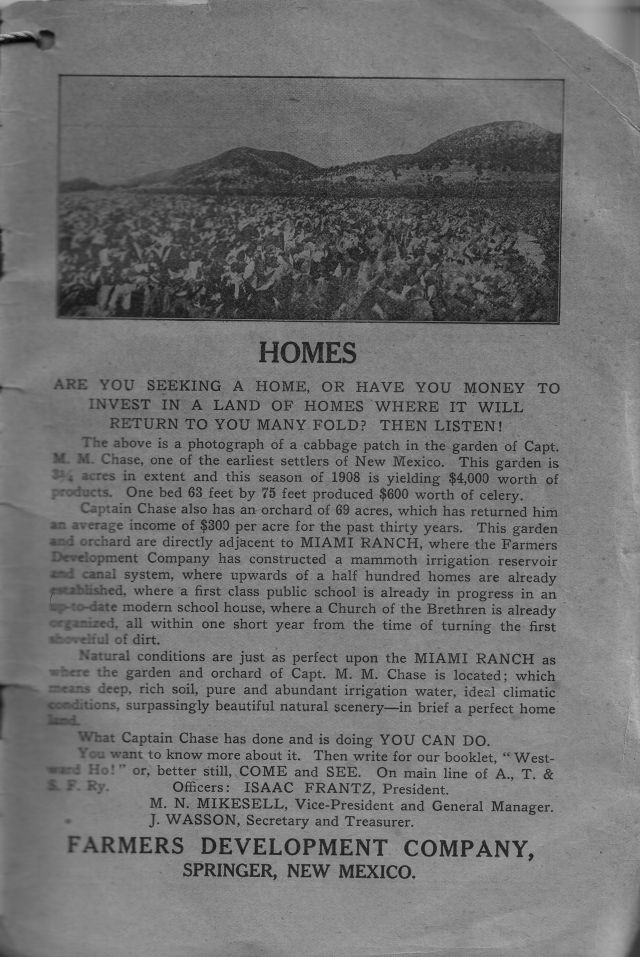 HOMES
ARE YOU SEEKING A HOME, OR HAVE YOU MONEY TO
INVEST IN A LAND OF HOMES WHERE IT WILL
RETURN TO YOU MANY FOLD? THEN LISTEN!
The above is a photograph of a cabbage patch in the garden of Capt.
M. M. Chase, one of the earliest settlers of New Mexico. This garden is
acres in extent and this season of 1908 is yielding $4,000 worth of
products. One bed 63 feet by 75 feet produced $600 worth of celery.
Captain Chase also has an orchard of 69 acres, which has returned him
an average income of $300 per acre for the past thirty years. This garden
and orchard are directly adjacent to MIAMI RANCH, where the Farmers
Development Company has constructed a mammoth irrigation reservoir
and canal system, where upwards of a half hundred homes are already
established, where a first class public school is already in progress in an
up-to-date modern school house, where a Church of the Brethren is already
organized, all within one short year from the time of turning the first
shovelful of dirt.
Natural conditions are just as perfect upon the MIAMI RANCH as
where the garden and orchard of Capt. M. M. Chase is located; which
means deep, rich soil, pure and abundant irrigation water, ideal climatic
conditions, surpassingly beautiful natural scenery—in brief a perfect home
land.
What Captain Chase has done and is doing YOU CAN DO.
You want to know more about it. Then write for our booklet, "West-
ward Ho!" or, better still, COME and SEE. On main line of A., T. &
S. F. Ry. Officers: ISAAC FRANTZ, President.
M. N. MIKESELL, Vice-President and General Manager.
J. WASSON, Secretary and Treasurer.
FARMERS DEVELOPMENT COMPANY,
SPRINGER, NEW MEXICO.